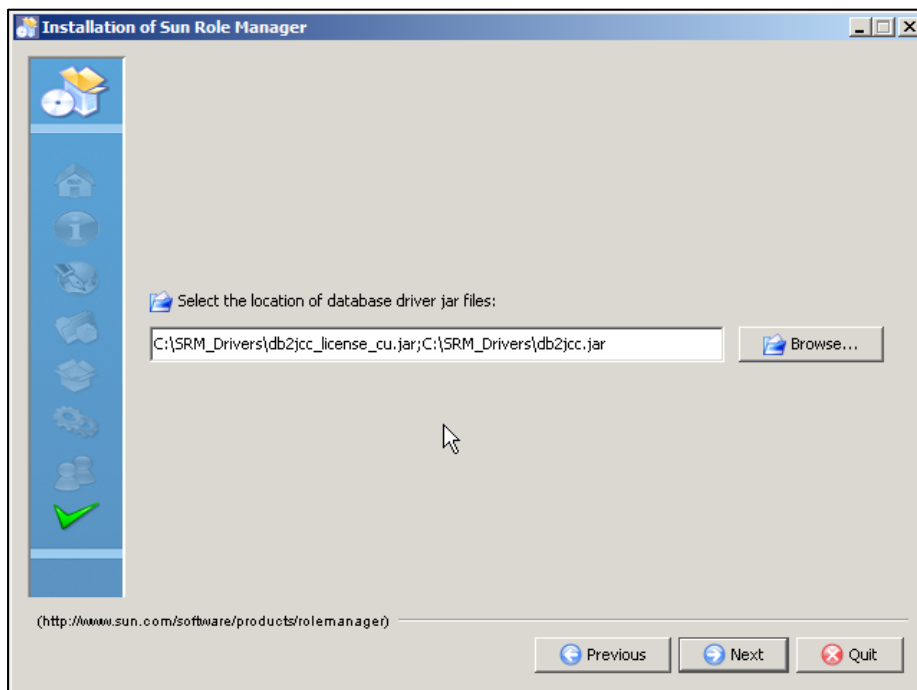 Installation of Sun Role Manager
Select the location of database driver jar files:
C:\SRM_Drivers\db2jcc_license_cu.jar;C:\SRM_Drivers\db2jcc.jar
Browse...
(http://www.sun.com/software/products/rolemanager)
Previous
Next
Quit